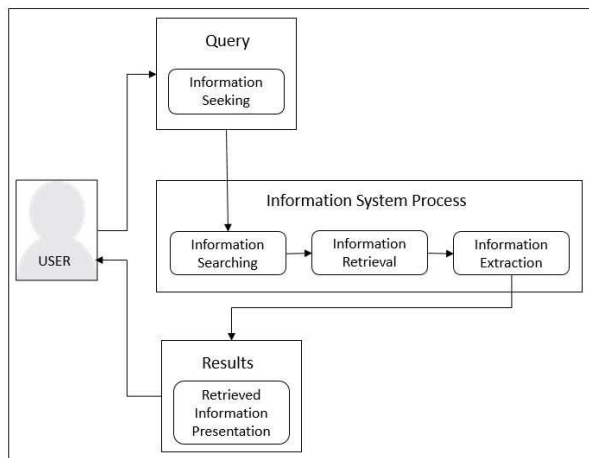 Query
Information
Seeking
USER
Information System Process
Information
Searching
Information
Retrieval
Information
Extraction
Results
Retrieved
Information
Presentation